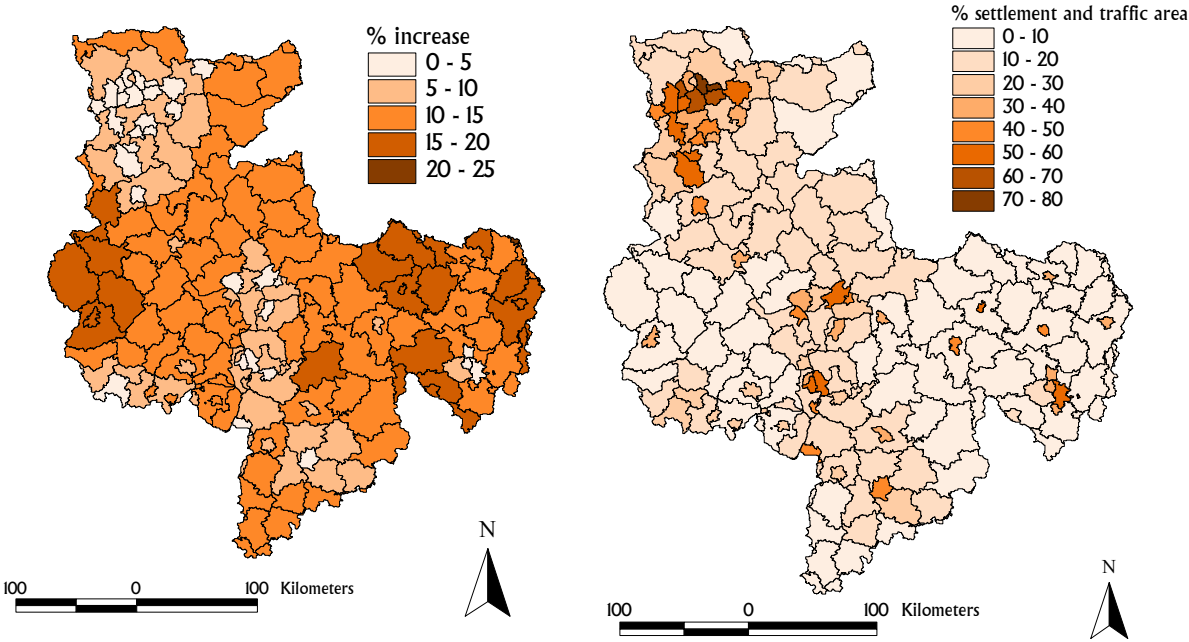 % increase
0 - 5
5 - 10
10 - 15
15 - 20
20 - 25
N
100 0 100 Kilometers
% settlement and traffic area
0 - 10
10 - 20
20 - 30
30 - 40
40 - 50
50 - 60
60 - 70
70 - 80
N
100 0 100 Kilometers